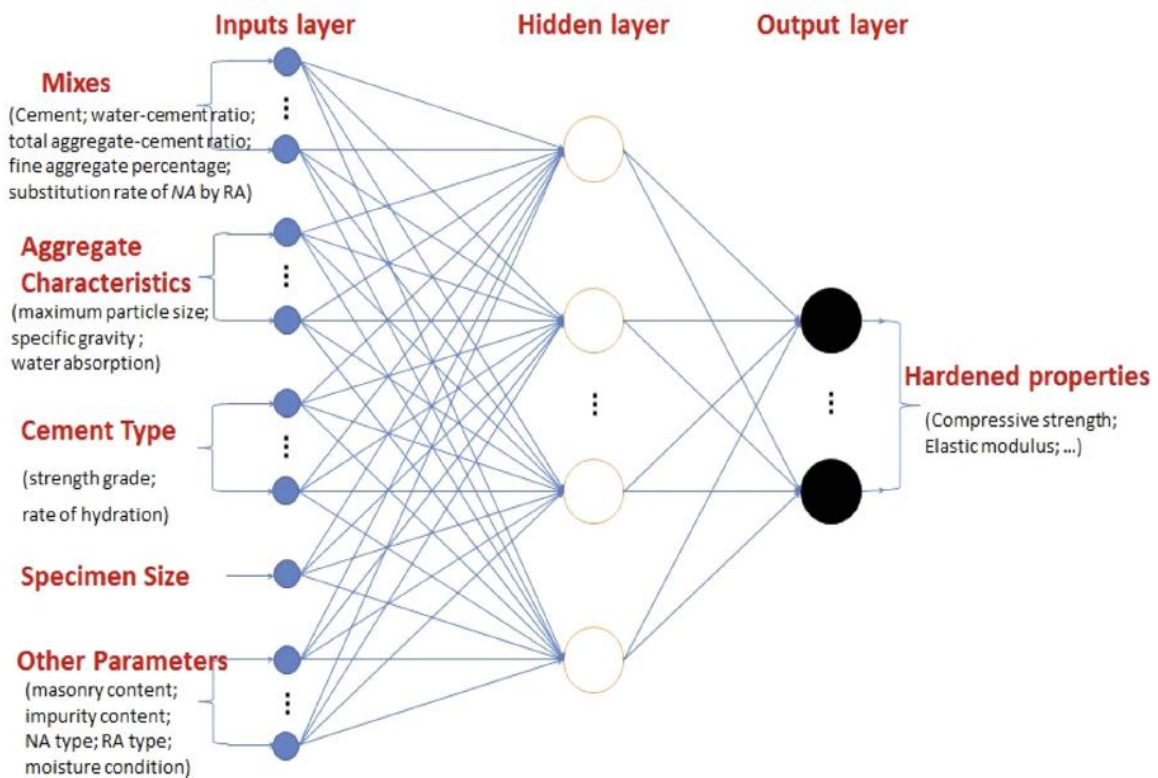 Inputs layer
Hidden layer
Output layer
Mixes
(Cement; water-cement ratio;
total aggregate-cement ratio;
fine aggregate percentage;
substitution rate of NA by RA)
Aggregate
Characteristics
(maximum particle size;
specific gravity;
water absorption)
Cement Type
(strength grade;
rate of hydration)
Specimen Size
Other Parameters
(masonry content;
impurity content;
NA type; RA type;
moisture condition)
Hardened properties
(Compressive strength;
Elastic modulus; ...)